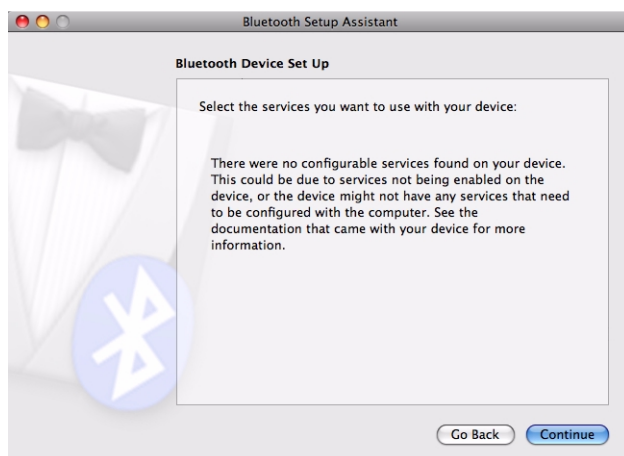 Bluetooth Setup Assistant
Bluetooth Device Set Up
Select the services you want to use with your device:
There were no configurable services found on your device.
This could be due to services not being enabled on the
device, or the device might not have any services that need
to be configured with the computer. See the
documentation that came with your device for more
information.
Go Back
Continue